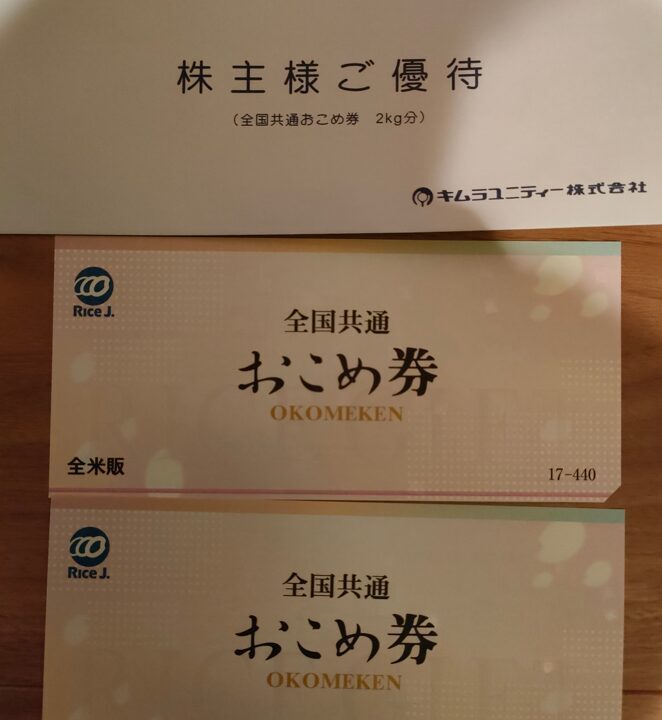 株主様ご優待
（全国共通おこめ券　2kg分）
キムラユニティー株式会社
Rice J.
全国共通
おこめ券
OKOMEKEN
全米販
17-440
Rice J.
全国共通
おこめ券
OKOMEKEN